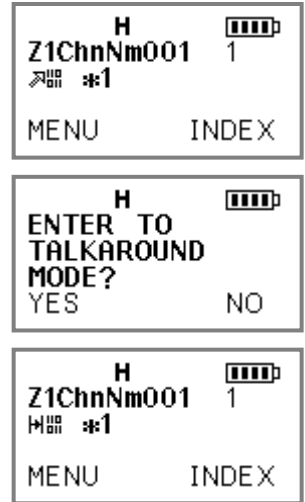 H
Z1ChnNm001 1
*1
MENU INDEX
H
ENTER TO
TALKAROUND
MODE?
YES NO
H
Z1ChnNm001 1
*1
MENU INDEX